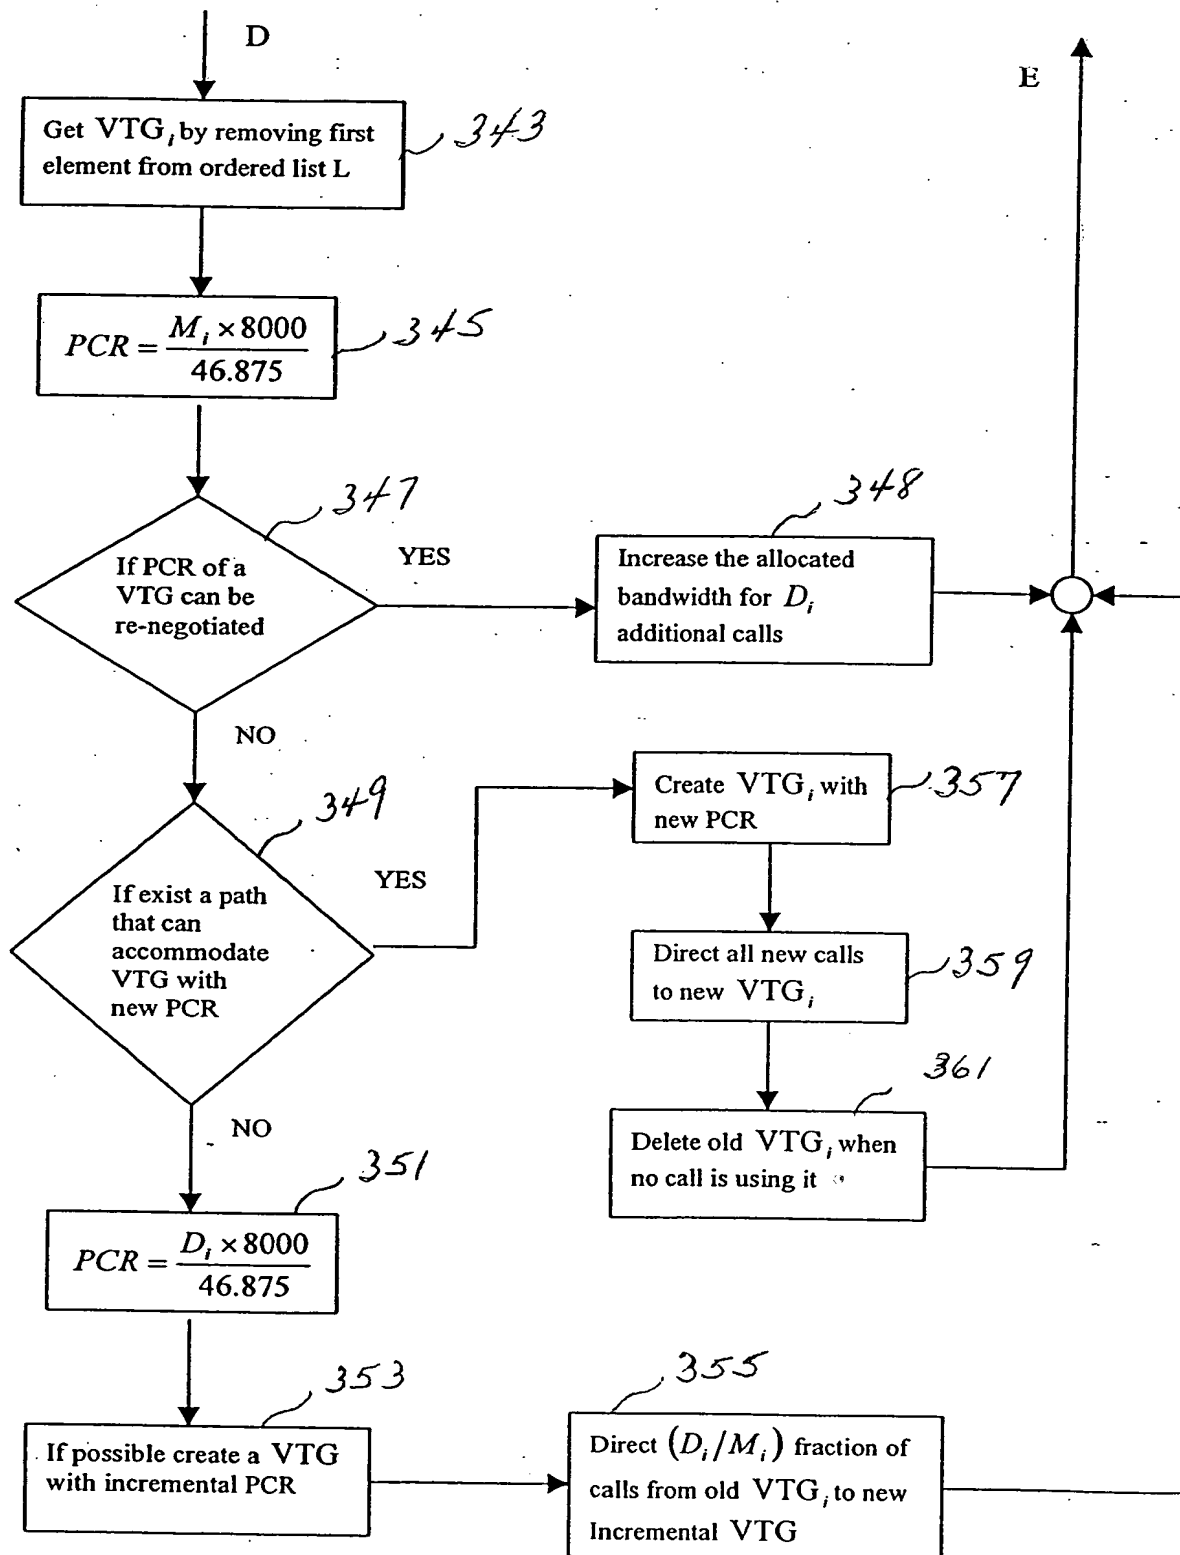 D
E
Get VTG_i by removing first
element from ordered list L
343
PCR = M_i × 8000 / 46.875
345
347
If PCR of a
VTG can be
re-negotiated
YES
348
Increase the allocated
bandwidth for D_i
additional calls
NO
349
If exist a path
that can
accommodate
VTG with
new PCR
YES
Create VTG_i with
new PCR
357
Direct all new calls
to new VTG_i
359
361
Delete old VTG_i when
no call is using it
NO
351
PCR = D_i × 8000 / 46.875
353
If possible create a VTG
with incremental PCR
355
Direct (D_i/M_i) fraction of
calls from old VTG_i to new
Incremental VTG